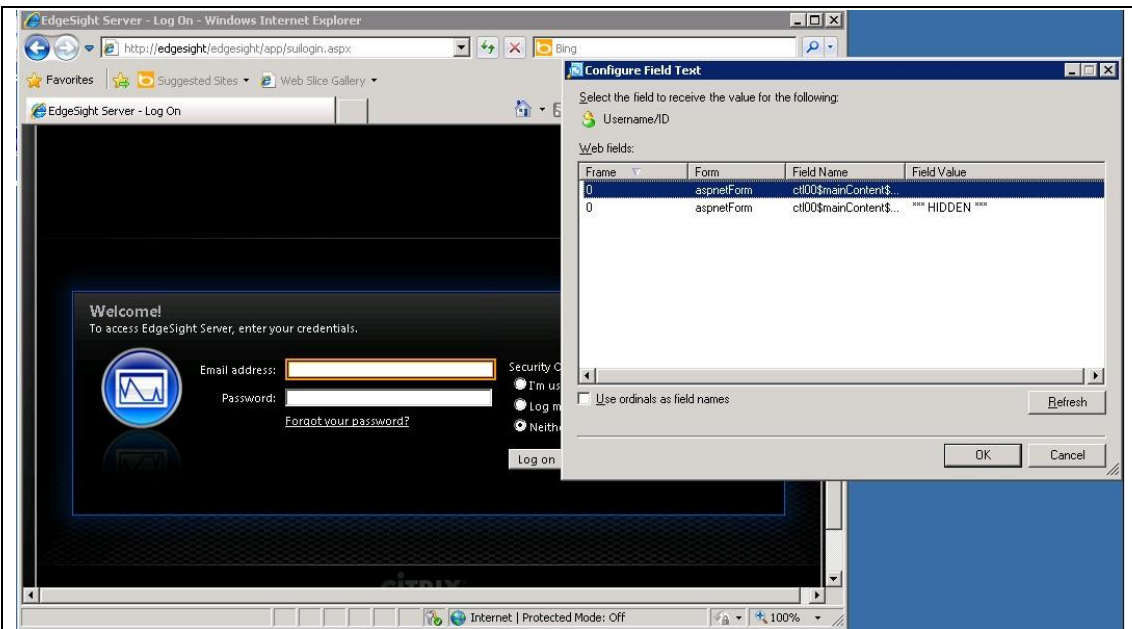 EdgeSight Server - Log On - Windows Internet Explorer
http://edgesight/edgesight/app/suilogin.aspx
Bing
Favorites
Suggested Sites
Web Slice Gallery
EdgeSight Server - Log On
Welcome!
To access EdgeSight Server, enter your credentials.
Email address:
Password:
Forgot your password?
Security
I'm
Log
Log on
CİTRIX
Internet | Protected Mode: Off
100%
Configure Field Text
Select the field to receive the value for the following:
Username/ID
Web fields:
Frame Form Field Name Field Value
0 aspnetForm ctl00$mainContent$...
0 aspnetForm ctl00$mainContent$... *** HIDDEN ***
Use ordinals as field names
Refresh
OK Cancel